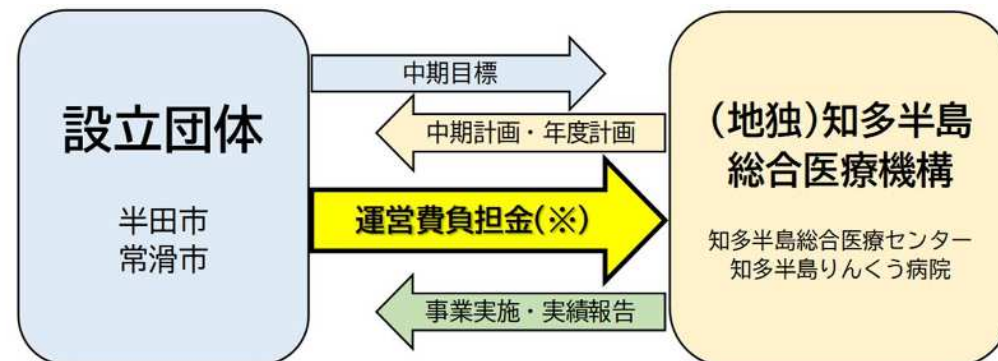 設立団体
半田市
常滑市
中期目標
中期計画・年度計画
運営費負担金(※)
事業実施・実績報告
(地独)知多半島
総合医療機構
知多半島総合医療センター
知多半島りんくう病院